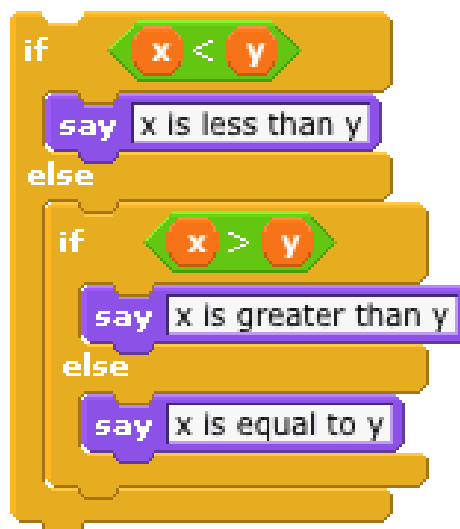 if x < y
say x is less than y
else
if x > y
say x is greater than y
else
say x is equal to y